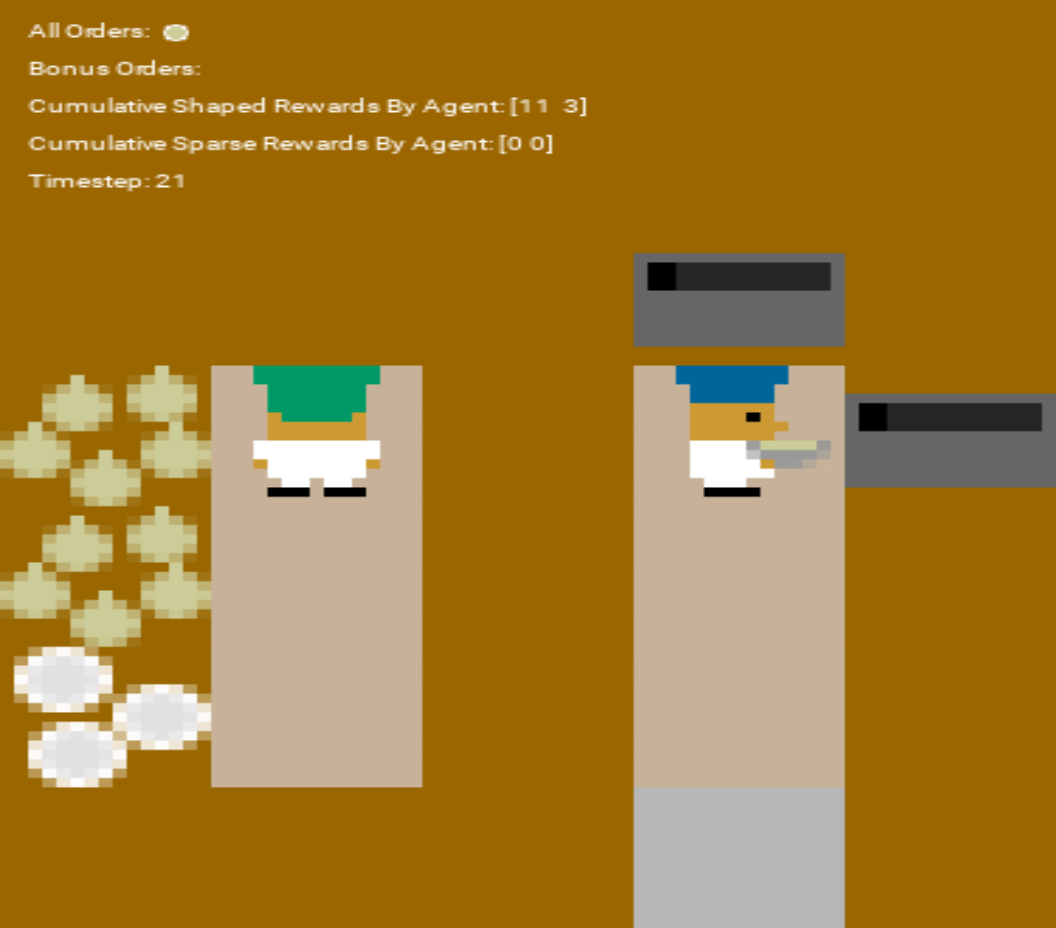 All Orders:
Bonus Orders:
Cumulative Shaped Rewards By Agent: [11  3]
Cumulative Sparse Rewards By Agent: [0 0]
Timestep: 21